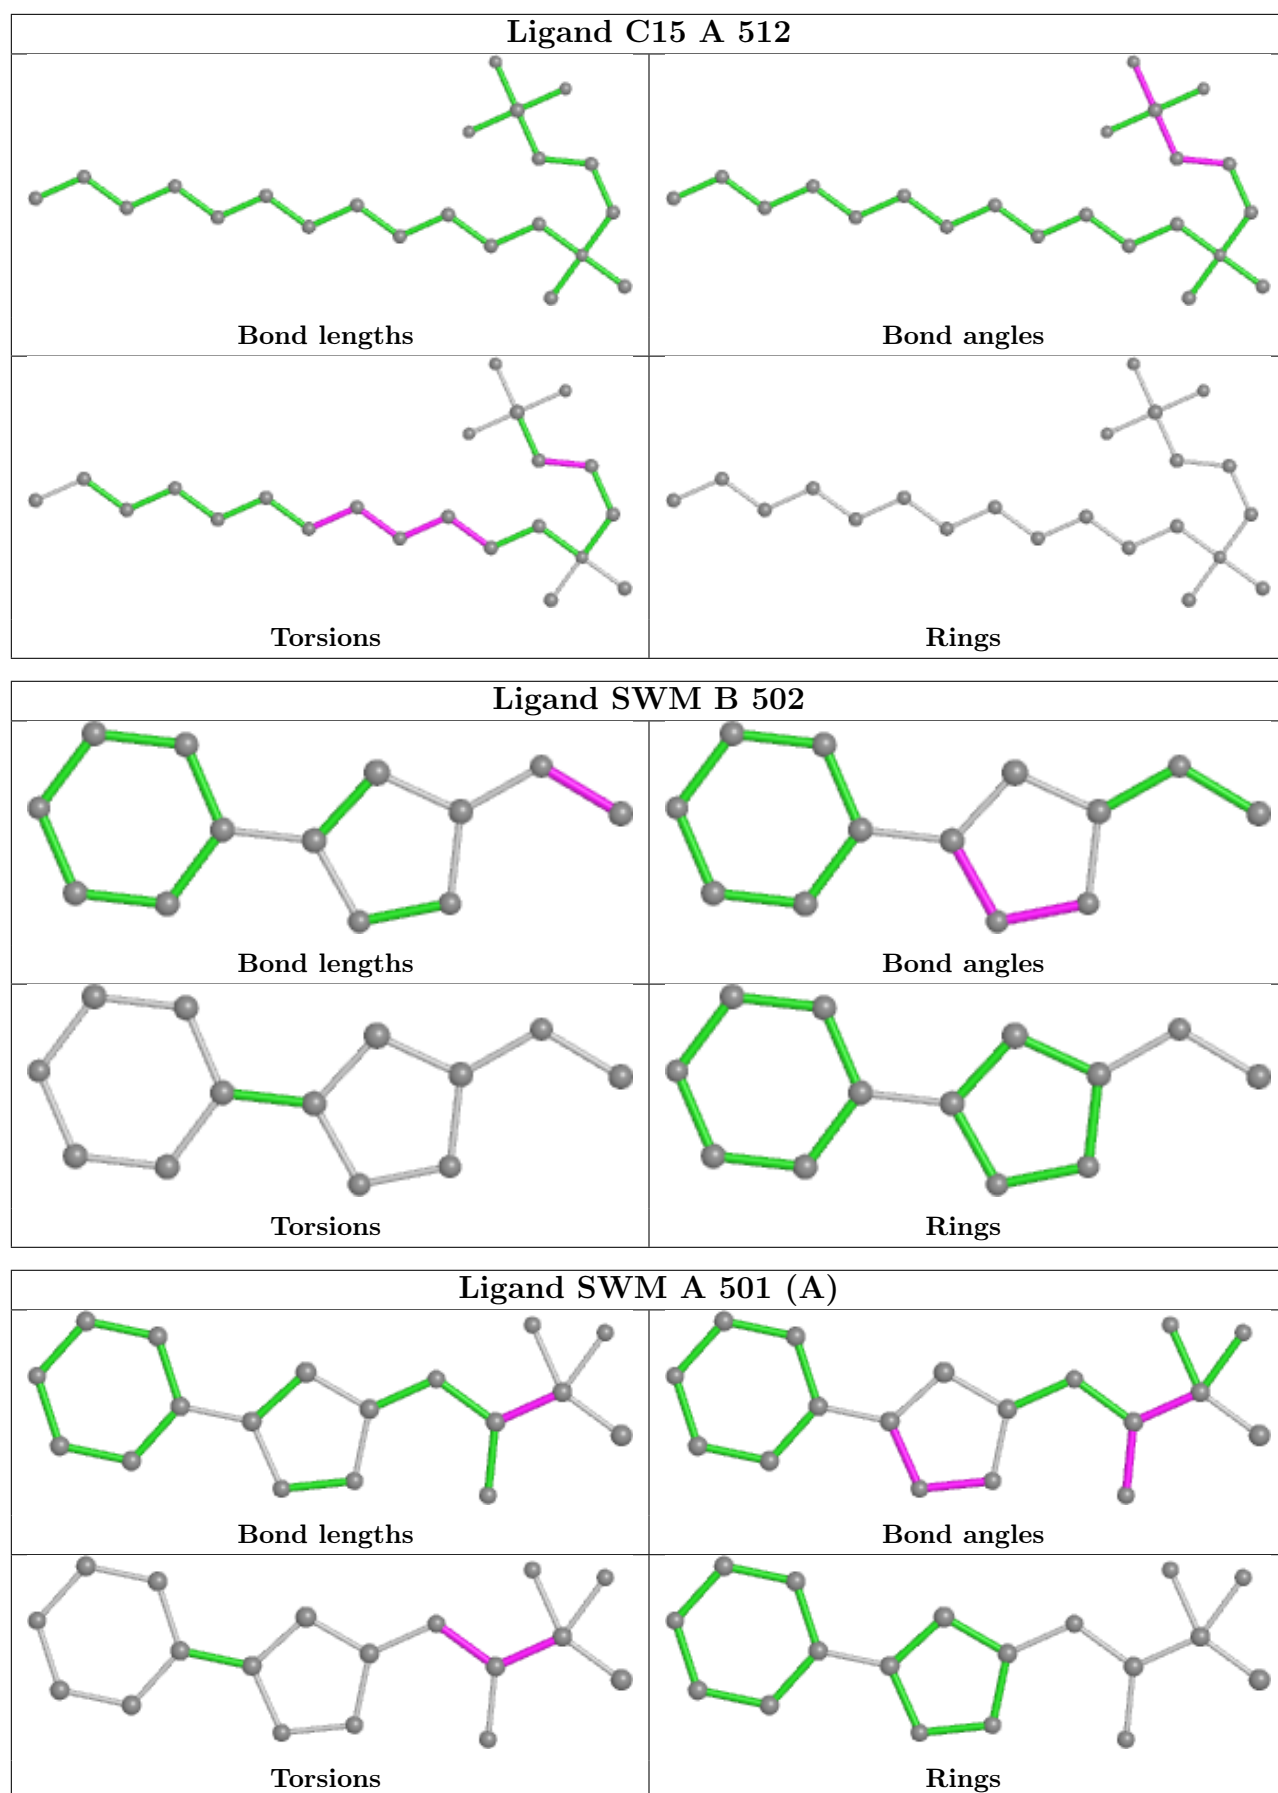 Ligand C15 A 512
Bond lengths
Bond angles
Torsions
Rings
Ligand SWM B 502
Bond lengths
Bond angles
Torsions
Rings
Ligand SWM A 501 (A)
Bond lengths
Bond angles
Torsions
Rings